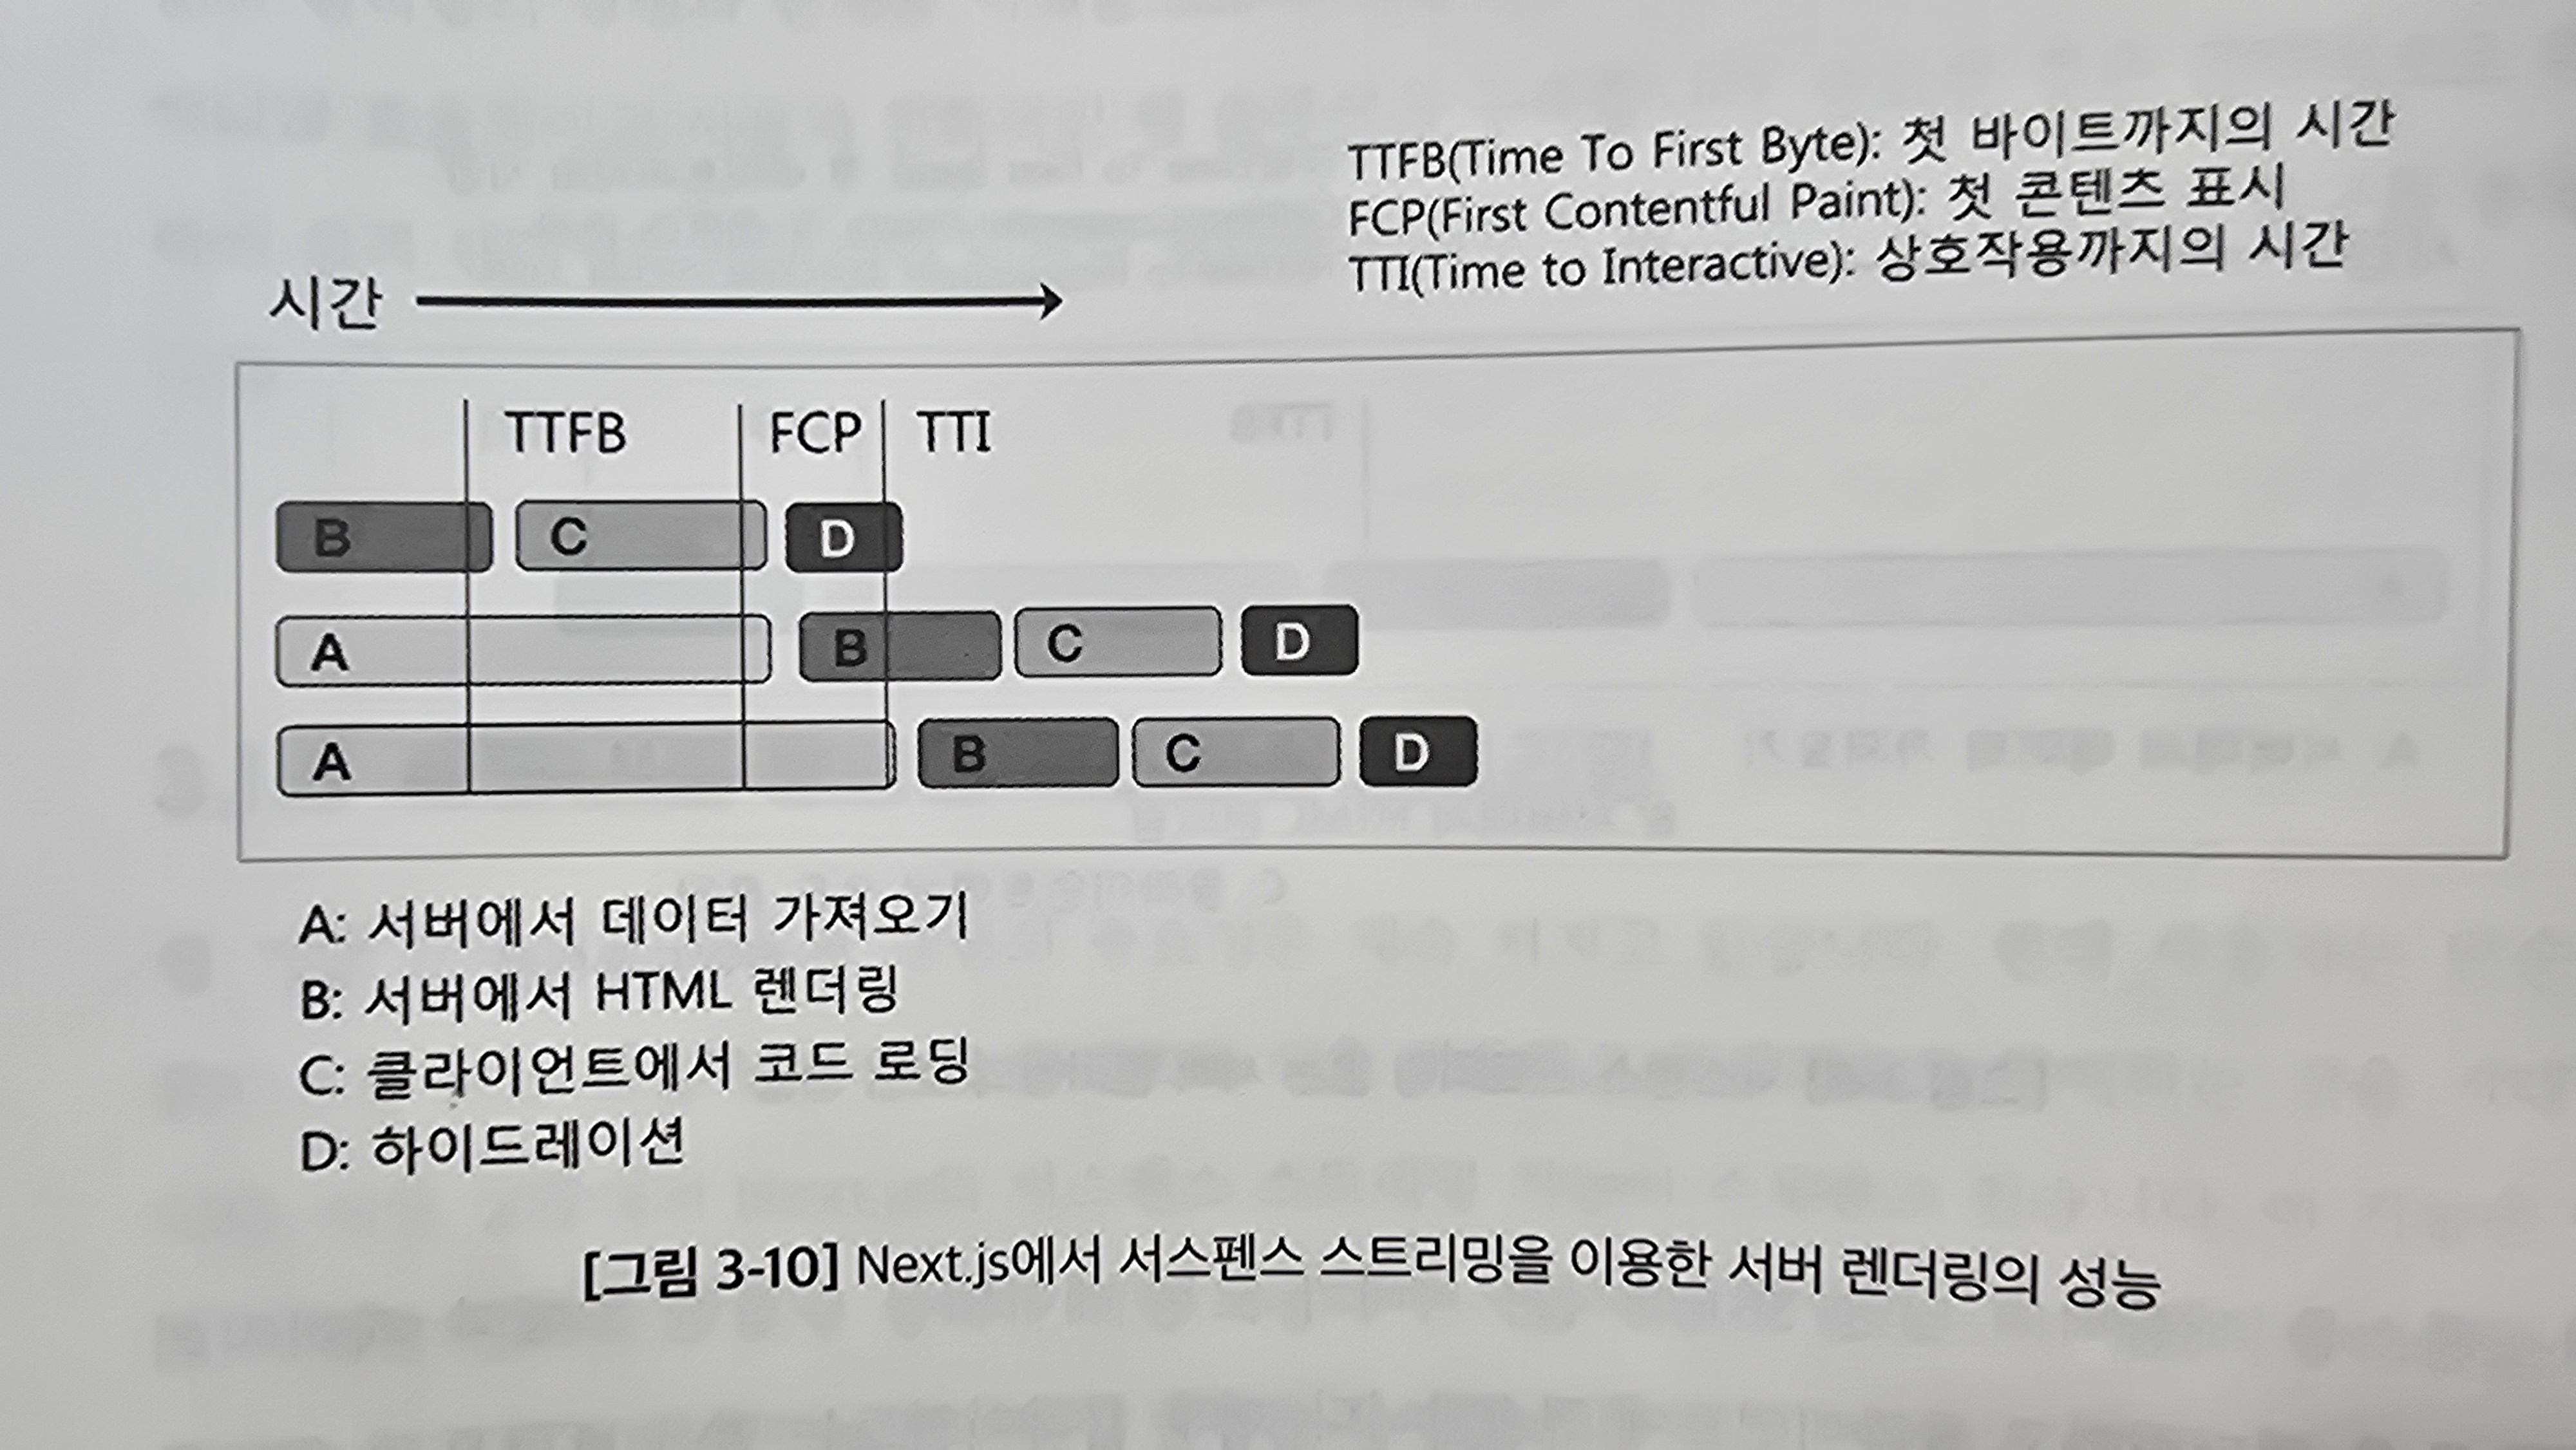 TTFB(Time To First Byte): 첫 바이트까지의 시간
FCP(First Contentful Paint): 첫 콘텐츠 표시
TTI(Time to Interactive): 상호작용까지의 시간
시간
TTFB FCP TTI
B C D
A B C D
A B C D
A: 서버에서 데이터 가져오기
B: 서버에서 HTML 렌더링
C: 클라이언트에서 코드 로딩
D: 하이드레이션
[그림 3-10] Next.js에서 서스펜스 스트리밍을 이용한 서버 렌더링의 성능